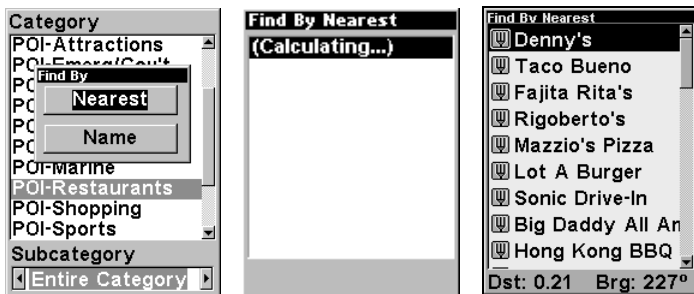 Category
POI-Attractions
POI-Emerg/Gov't
Find By
Nearest
Name
POI-Marine
POI-Restaurants
POI-Shopping
POI-Sports
Subcategory
Entire Category
Find By Nearest
(Calculating...)
Find By Nearest
Denny's
Taco Bueno
Fajita Rita's
Rigoberto's
Mazzio's Pizza
Lot A Burger
Sonic Drive-In
Big Daddy All An
Hong Kong BBQ
Dst: 0.21 Brg: 227º